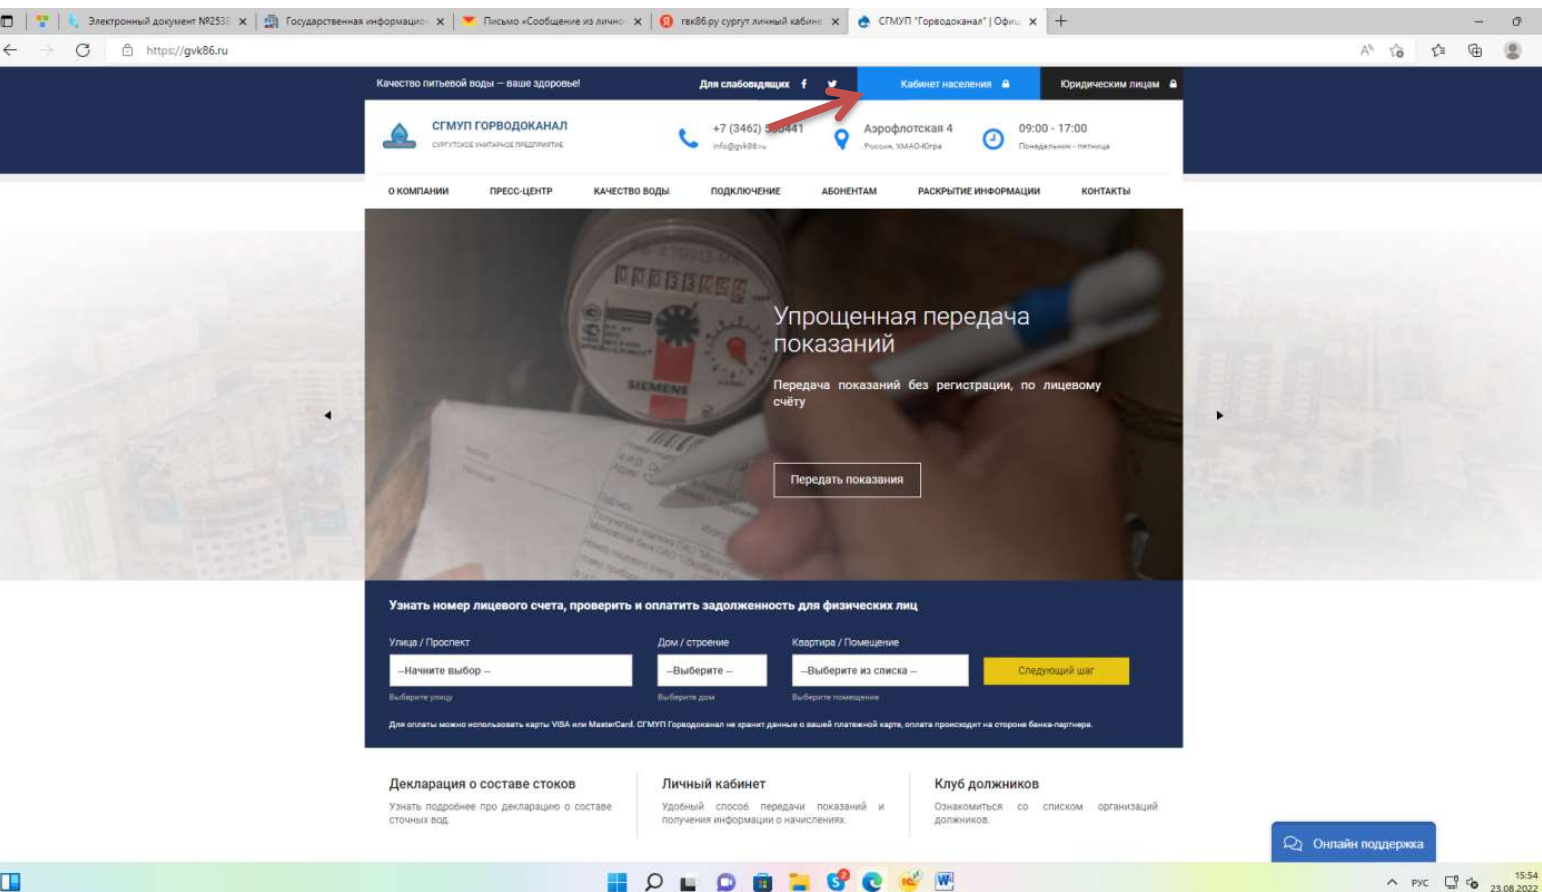 Электронный документ №2538
Государственная информацион
Письмо «Сообщение из лично
гвк86.ру сургут личный кабине
СГМУП "Горводоканал" | Офиц
https://gvk86.ru
Качество питьевой воды – ваше здоровье!
Для слабовидящих
Кабинет населения
Юридическим лицам
СГМУП ГОРВОДОКАНАЛ
СУРГУТСКОЕ УНИТАРНОЕ ПРЕДПРИЯТИЕ
+7 (3462) 550441
info@gvk86.ru
Аэрофлотская 4
Россия, ХМАО-Югра
09:00 - 17:00
Понедельник - пятница
О КОМПАНИИ
ПРЕСС-ЦЕНТР
КАЧЕСТВО ВОДЫ
ПОДКЛЮЧЕНИЕ
АБОНЕНТАМ
РАСКРЫТИЕ ИНФОРМАЦИИ
КОНТАКТЫ
SIEMENS
Упрощенная передача
показаний
Передача показаний без регистрации, по лицевому
счёту
Передать показания
Узнать номер лицевого счета, проверить и оплатить задолженность для физических лиц
Улица / Проспект
Дом / строение
Квартира / Помещение
--Начните выбор --
--Выберите --
--Выберите из списка --
Следующий шаг
Выберите улицу
Выберите дом
Выберите помещение
Для оплаты можно использовать карты VISA или MasterCard. СГМУП Горводоканал не хранит данные о вашей платежной карте, оплата происходит на стороне банка-партнера.
Декларация о составе стоков
Узнать подробнее про декларацию о составе
сточных вод.
Личный кабинет
Удобный способ передачи показаний и
получения информации о начислениях.
Клуб должников
Ознакомиться со списком организаций
должников.
Онлайн поддержка
РУС
15:54
23.08.2022